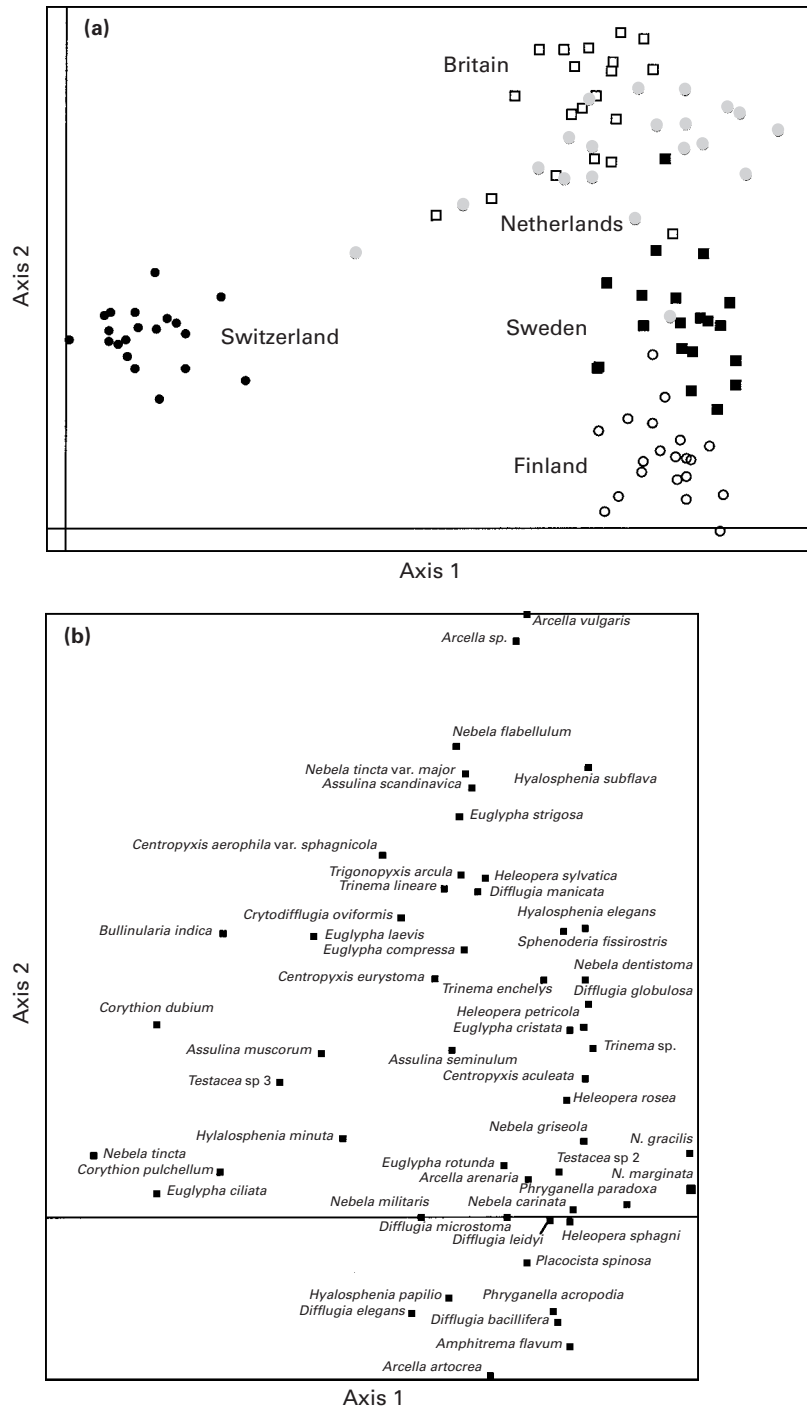 (a)
Britain
Netherlands
Axis 2
Switzerland
Sweden
Finland
Axis 1
(b)
Arcella vulgaris
Arcella sp.
Nebela flabellulum
Nebela tincta var. major
Hyalosphenia subflava
Assulina scandinavica
Euglypha strigosa
Centropyxis aerophila var. sphagnicola
Trigonopyxis arcula
Heleopera sylvatica
Trinema lineare
Difflugia manicata
Crytodifflugia oviformis
Hyalosphenia elegans
Bullinularia indica
Euglypha laevis
Sphenoderia fissirostris
Euglypha compressa
Nebela dentistoma
Centropyxis eurystoma
Trinema enchelys
Difflugia globulosa
Axis 2
Corythion dubium
Heleopera petricola
Euglypha cristata
Assulina muscorum
Assulina seminulum
Trinema sp.
Testacea sp 3
Centropyxis aculeata
Heleopera rosea
Nebela griseola
Hylalosphenia minuta
N. gracilis
Nebela tincta
Euglypha rotunda
Testacea sp 2
Corythion pulchellum
Arcella arenaria
N. marginata
Euglypha ciliata
Phryganella paradoxa
Nebela militaris
Nebela carinata
Difflugia microstoma
Heleopera sphagni
Difflugia leidyi
Placocista spinosa
Hyalosphenia papilio
Phryganella acropodia
Difflugia elegans
Difflugia bacillifera
Amphitrema flavum
Arcella artocrea
Axis 1